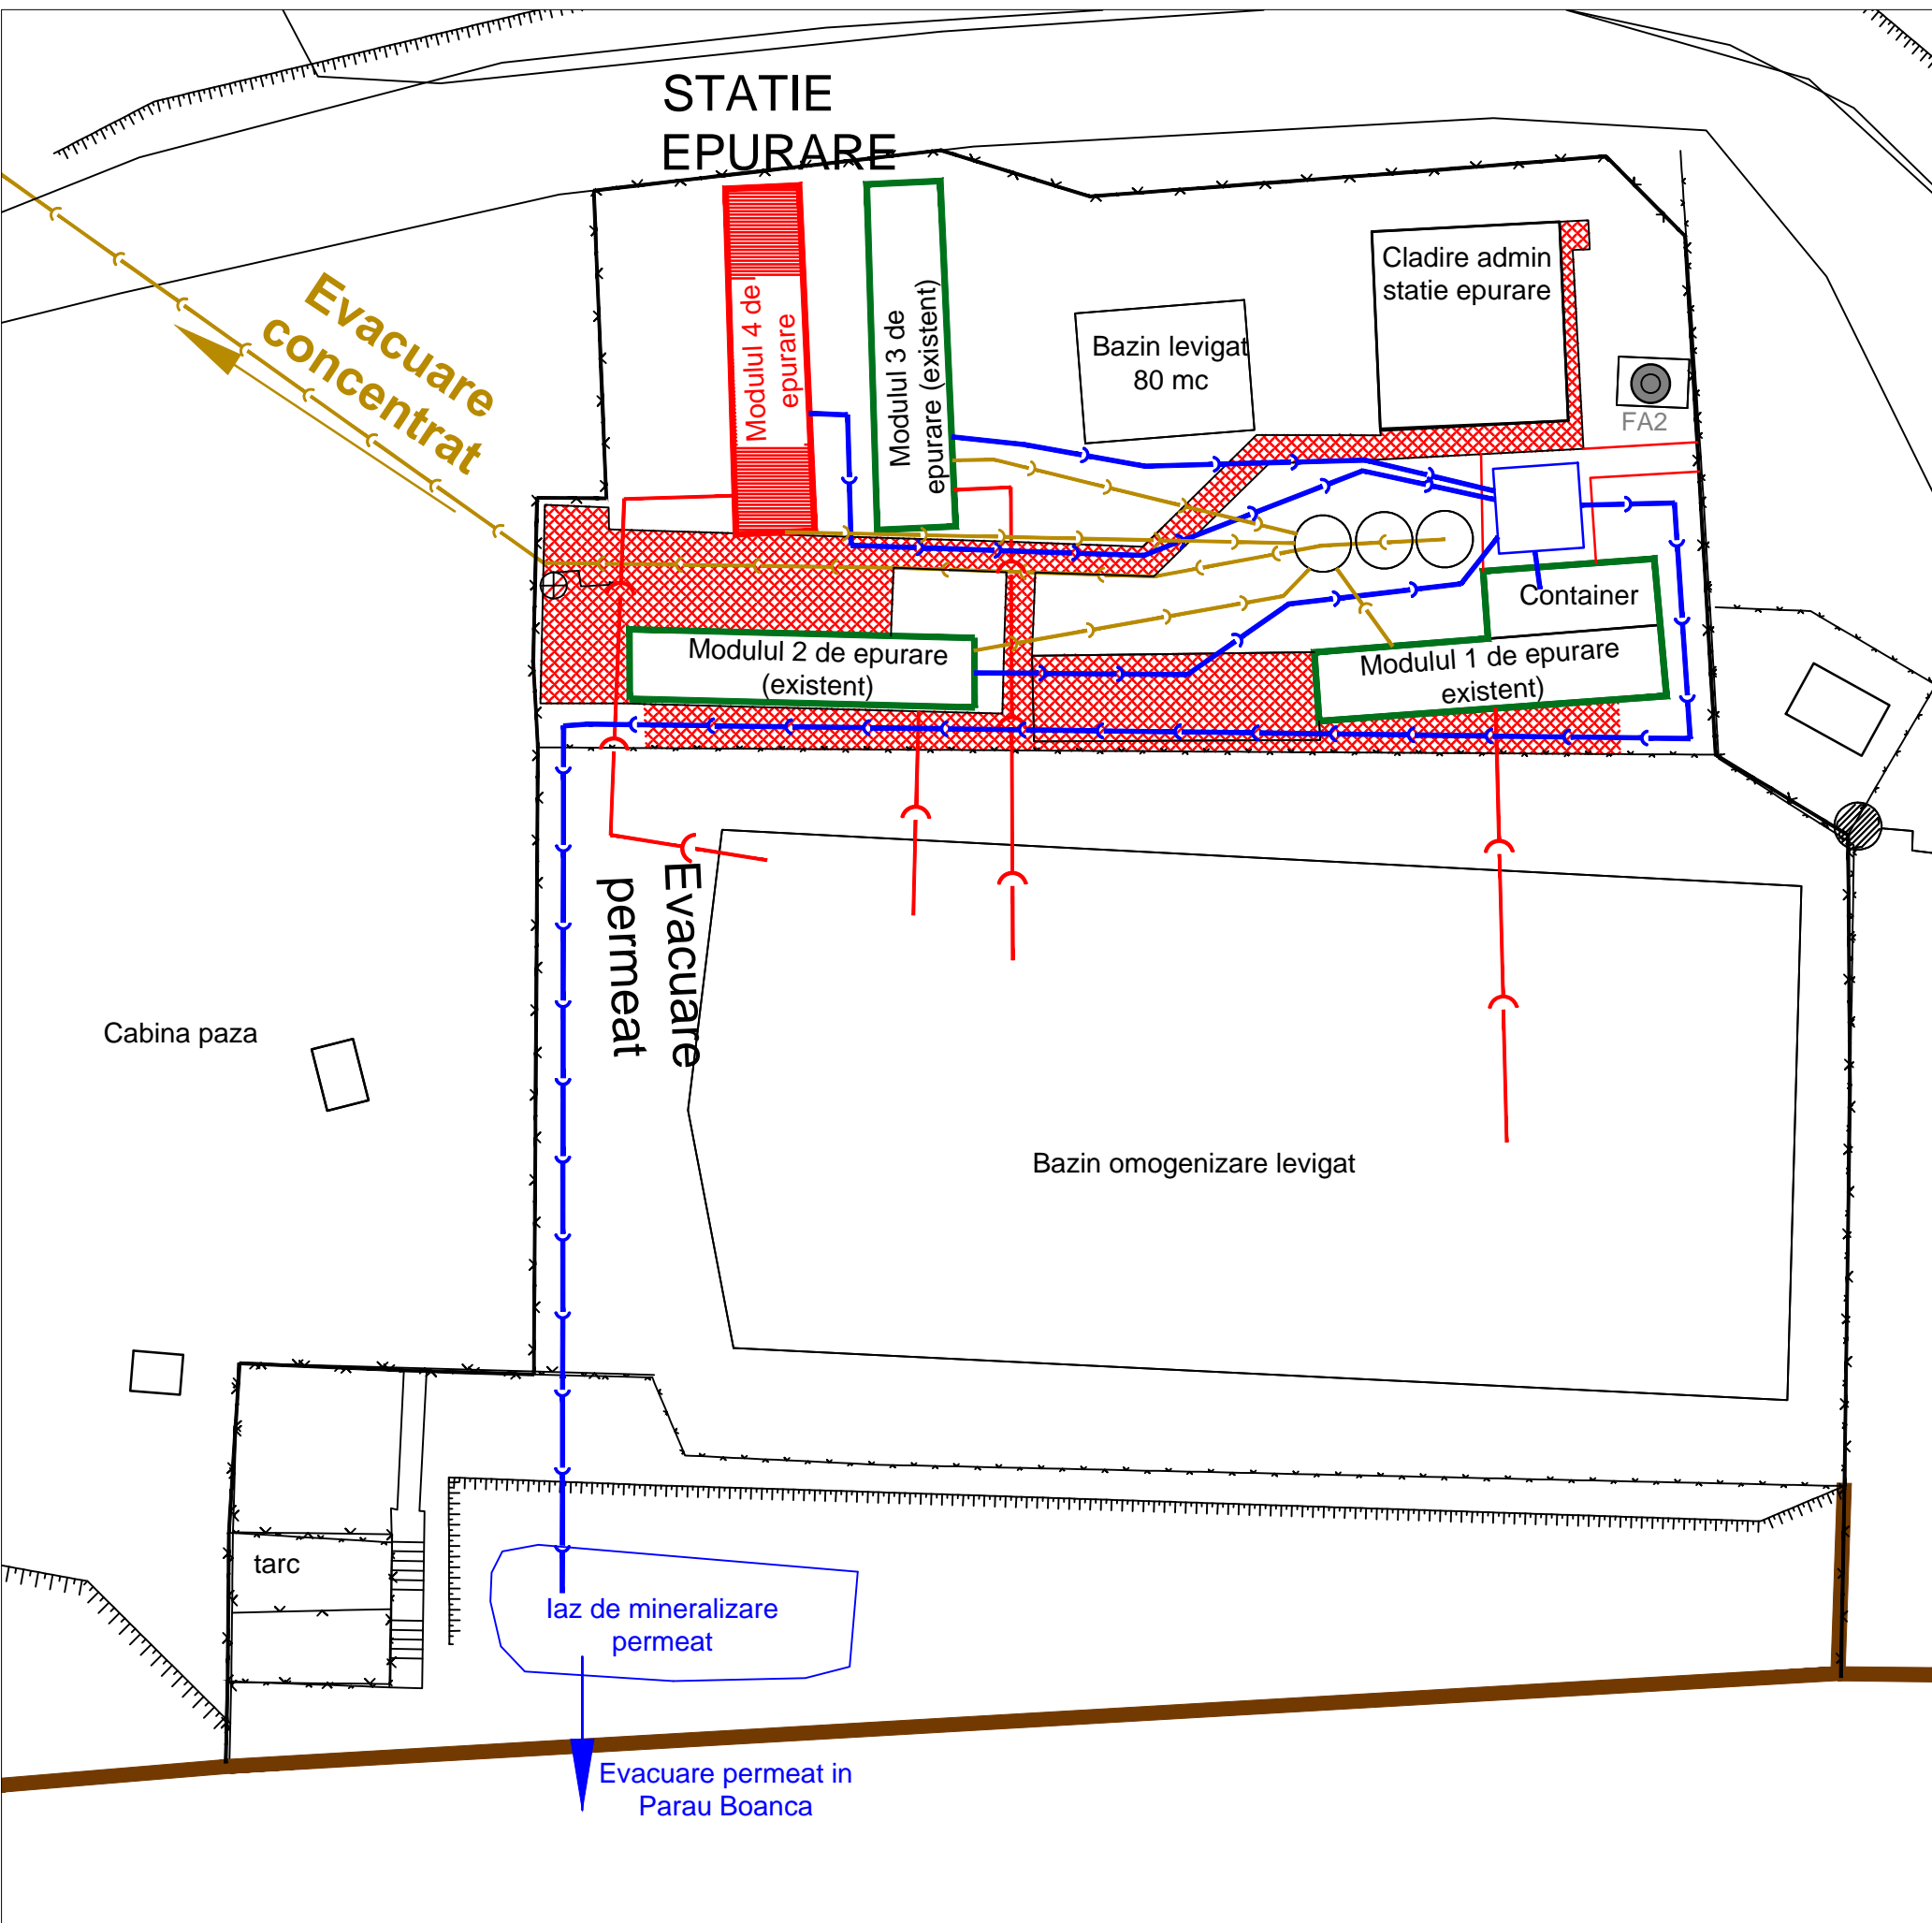 STATIE
EPURARE
Evacuare
concentrat
Modulul 4 de
epurare
Modulul 3 de
epurare (existent)
Bazin levigat
80 mc
Cladire admin
statie epurare
FA2
Container
Modulul 2 de epurare
(existent)
Modulul 1 de epurare
existent)
Evacuare
permeat
Cabina paza
Bazin omogenizare levigat
tarc
Iaz de mineralizare
permeat
Evacuare permeat in
Parau Boanca